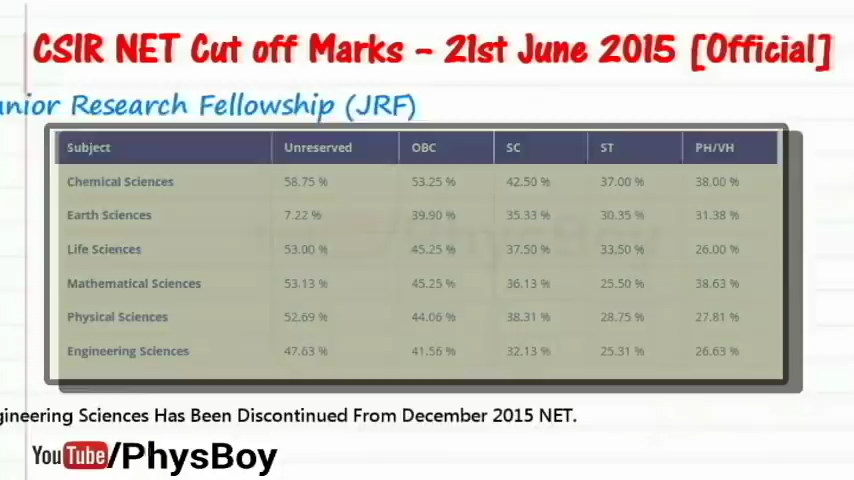 CSIR NET Cut off Marks - 21st June 2015 [Official]
unior Research Fellowship (JRF)
Subject Unreserved OBC SC ST PH/VH
Chemical Sciences 58.75 % 53.25 % 42.50 % 37.00 % 38.00 %
Earth Sciences 7.22 % 39.90 % 35.33 % 30.35 % 31.38 %
Life Sciences 53.00 % 45.25 % 37.50 % 33.50 % 26.00 %
Mathematical Sciences 53.13 % 45.25 % 36.13 % 25.50 % 38.63 %
Physical Sciences 52.69 % 44.06 % 38.31 % 28.75 % 27.81 %
Engineering Sciences 47.63 % 41.56 % 32.13 % 25.31 % 26.63 %
gineering Sciences Has Been Discontinued From December 2015 NET.
YouTube/PhysBoy